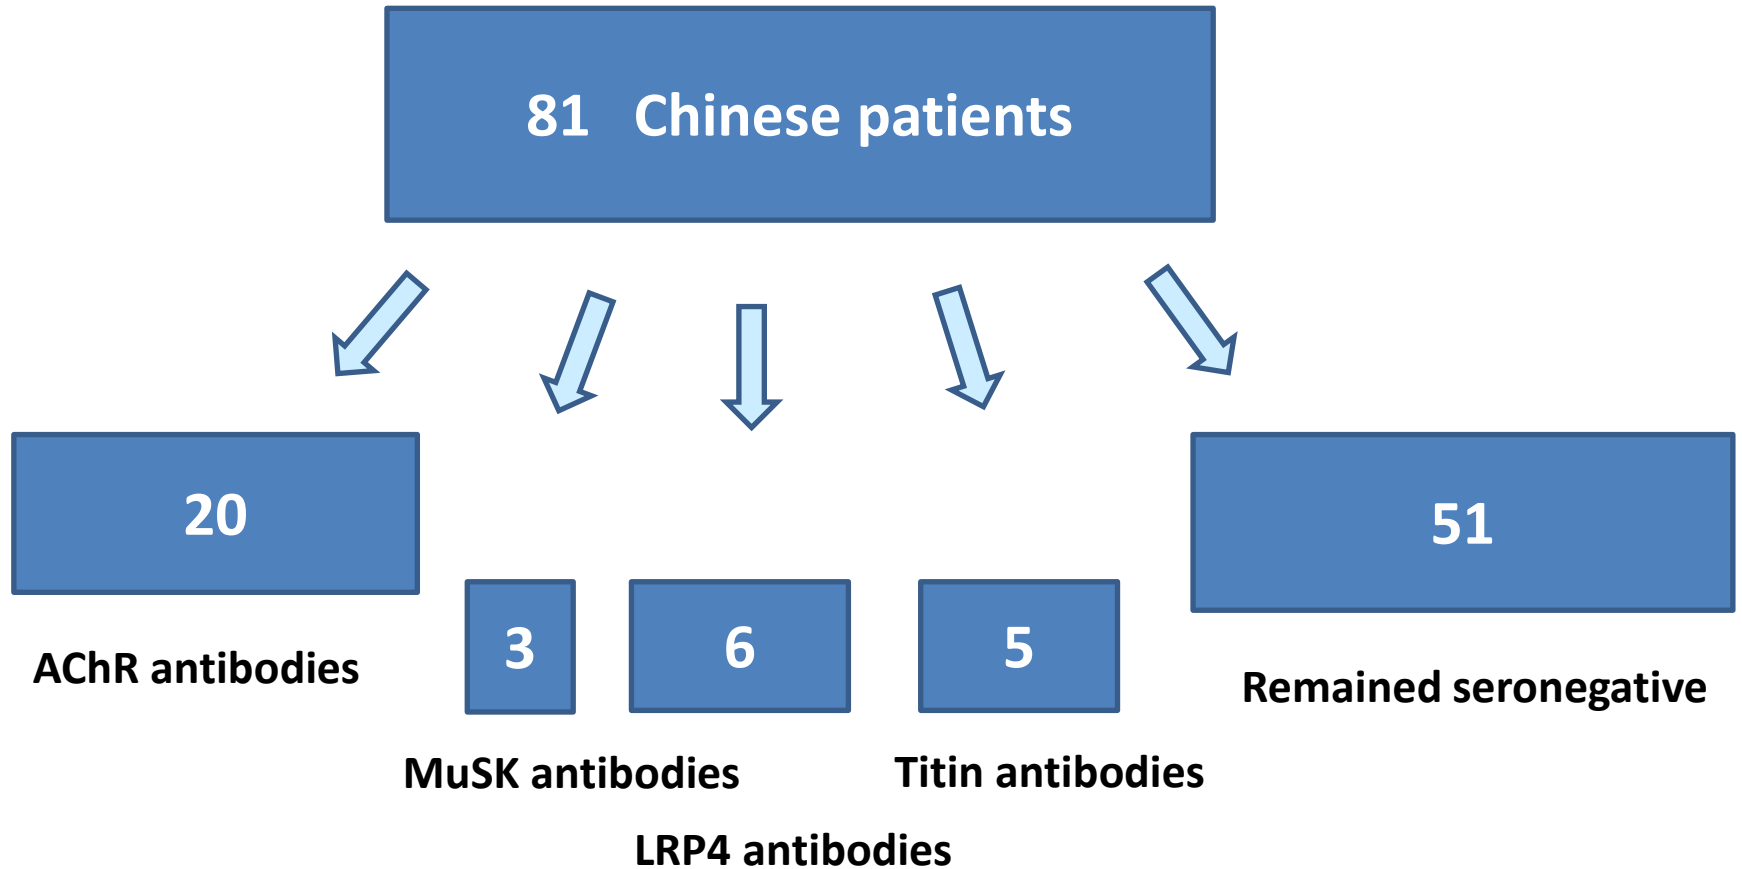 81 Chinese patients
20
51
3
6
5
AChR antibodies
Remained seronegative
MuSK antibodies
Titin antibodies
LRP4 antibodies